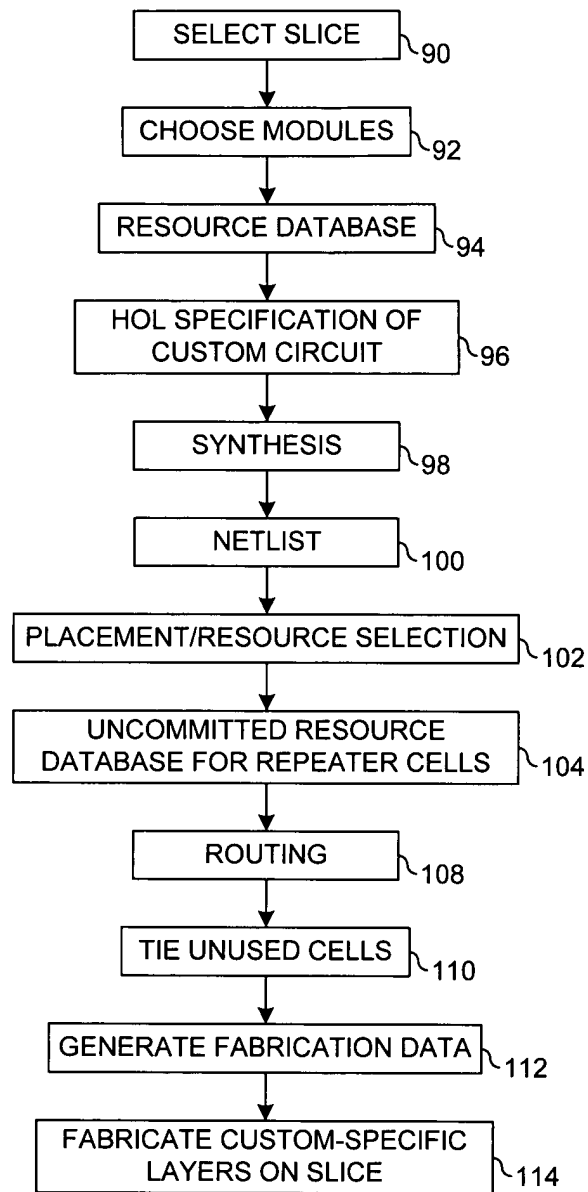 SELECT SLICE
90
CHOOSE MODULES
92
RESOURCE DATABASE
94
HOL SPECIFICATION OF
CUSTOM CIRCUIT
96
SYNTHESIS
98
NETLIST
100
PLACEMENT/RESOURCE SELECTION
102
UNCOMMITTED RESOURCE
DATABASE FOR REPEATER CELLS
104
ROUTING
108
TIE UNUSED CELLS
110
GENERATE FABRICATION DATA
112
FABRICATE CUSTOM-SPECIFIC
LAYERS ON SLICE
114